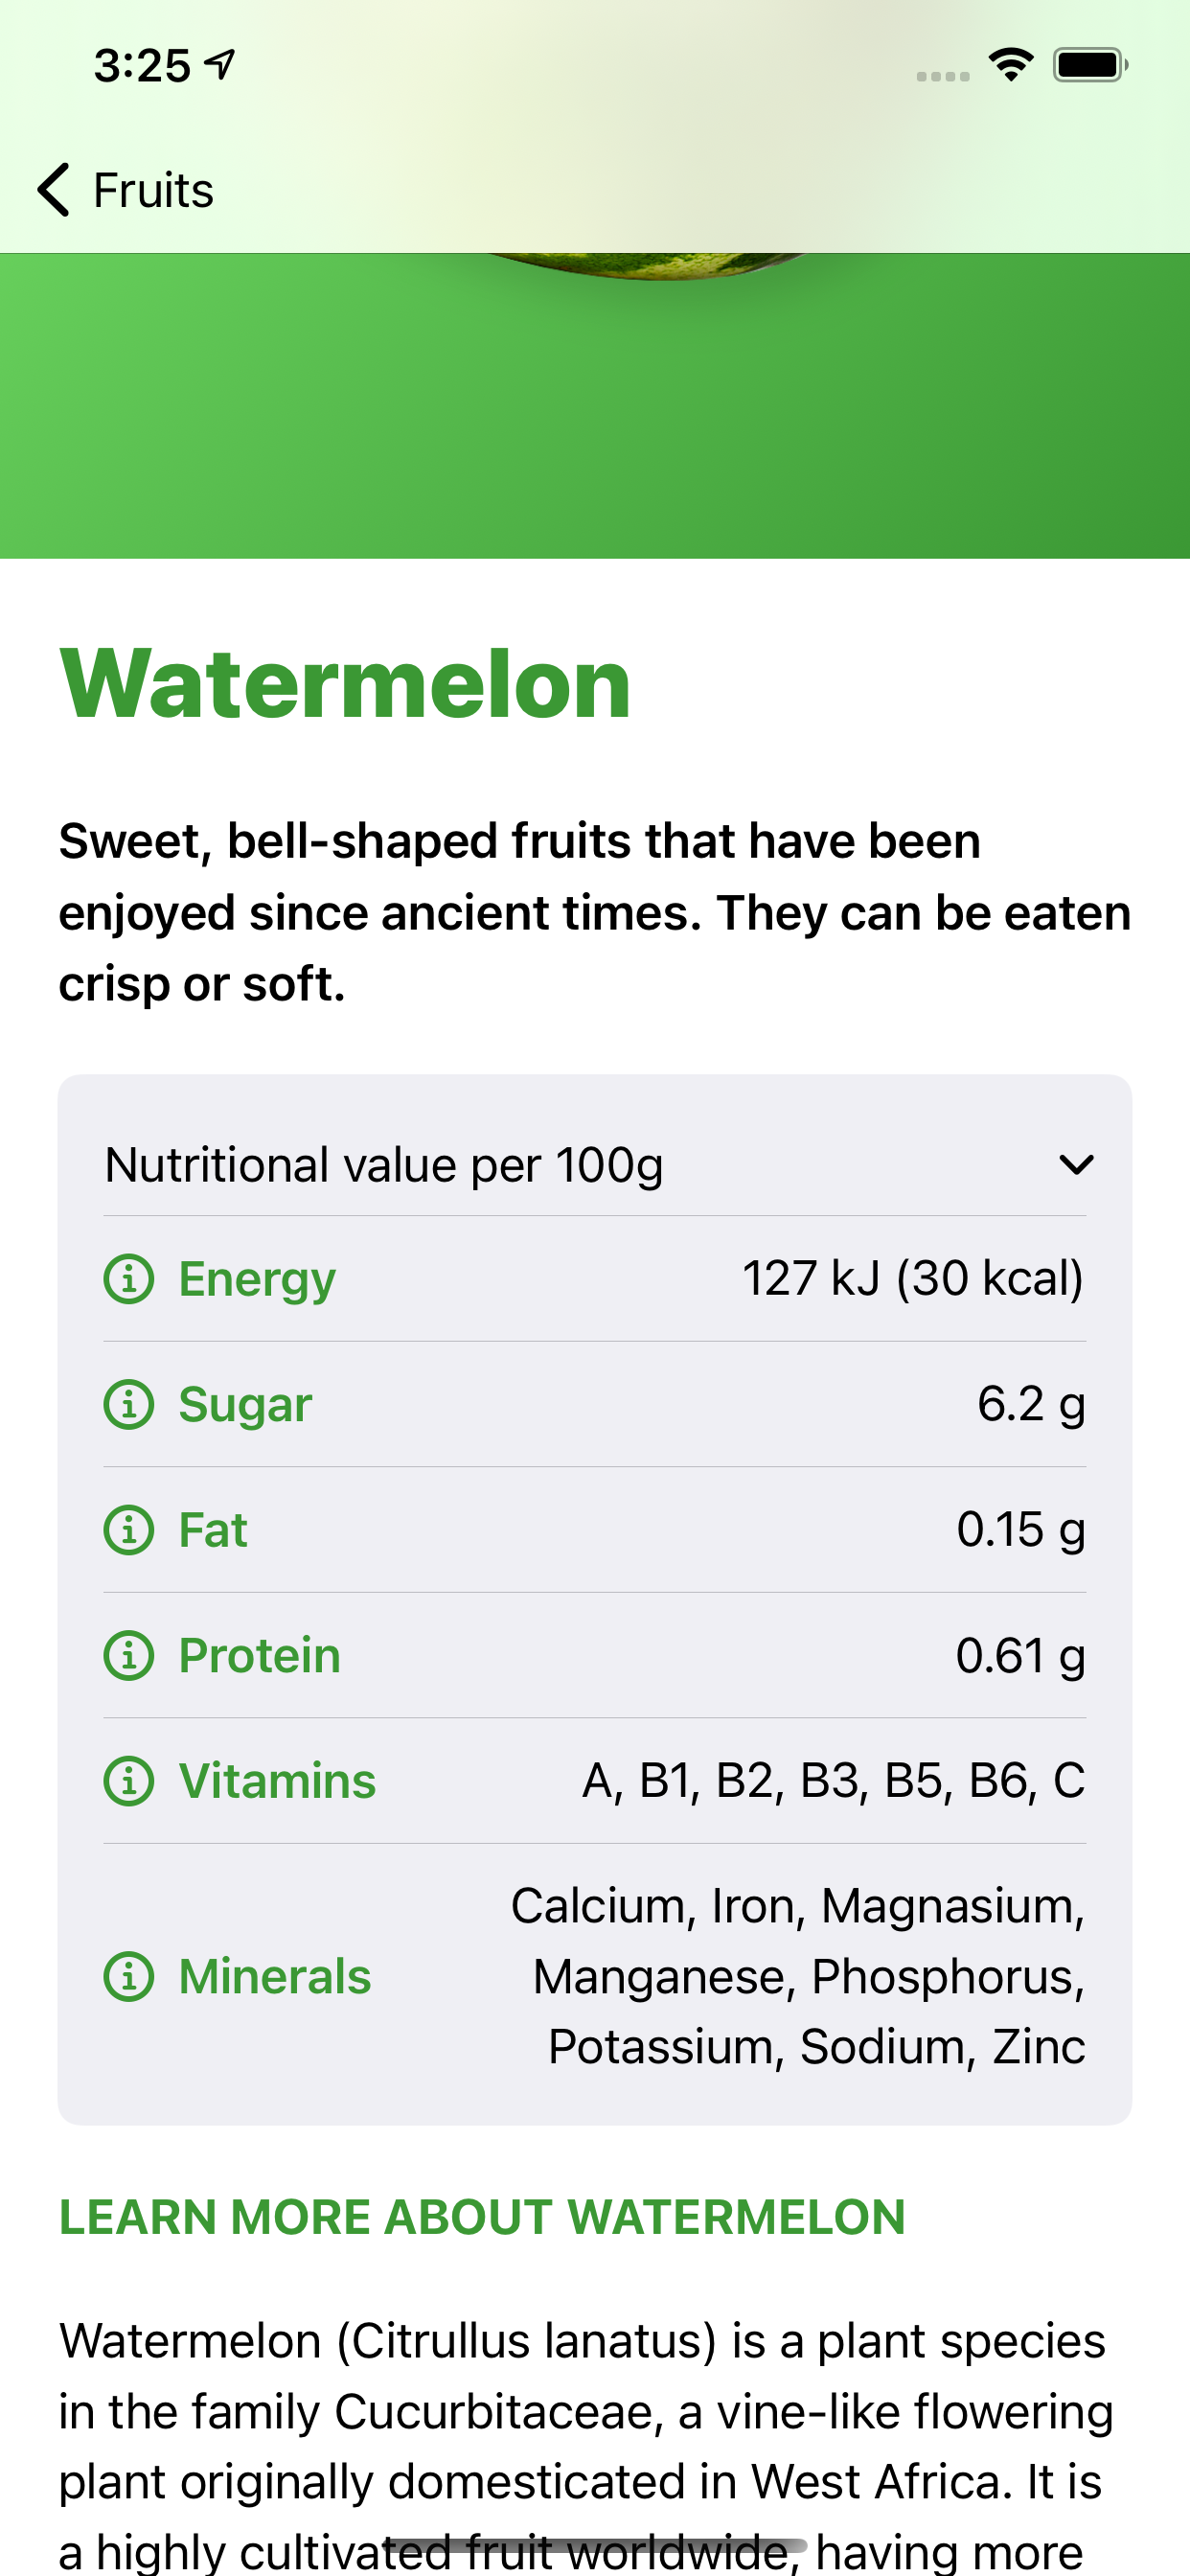 3:25
Fruits
Watermelon
Sweet, bell-shaped fruits that have been
enjoyed since ancient times. They can be eaten
crisp or soft.
Nutritional value per 100g
Energy 127 kJ (30 kcal)
Sugar 6.2 g
Fat 0.15 g
Protein 0.61 g
Vitamins A, B1, B2, B3, B5, B6, C
Minerals Calcium, Iron, Magnasium,
Manganese, Phosphorus,
Potassium, Sodium, Zinc
LEARN MORE ABOUT WATERMELON
Watermelon (Citrullus lanatus) is a plant species
in the family Cucurbitaceae, a vine-like flowering
plant originally domesticated in West Africa. It is
a highly cultivated fruit worldwide, having more